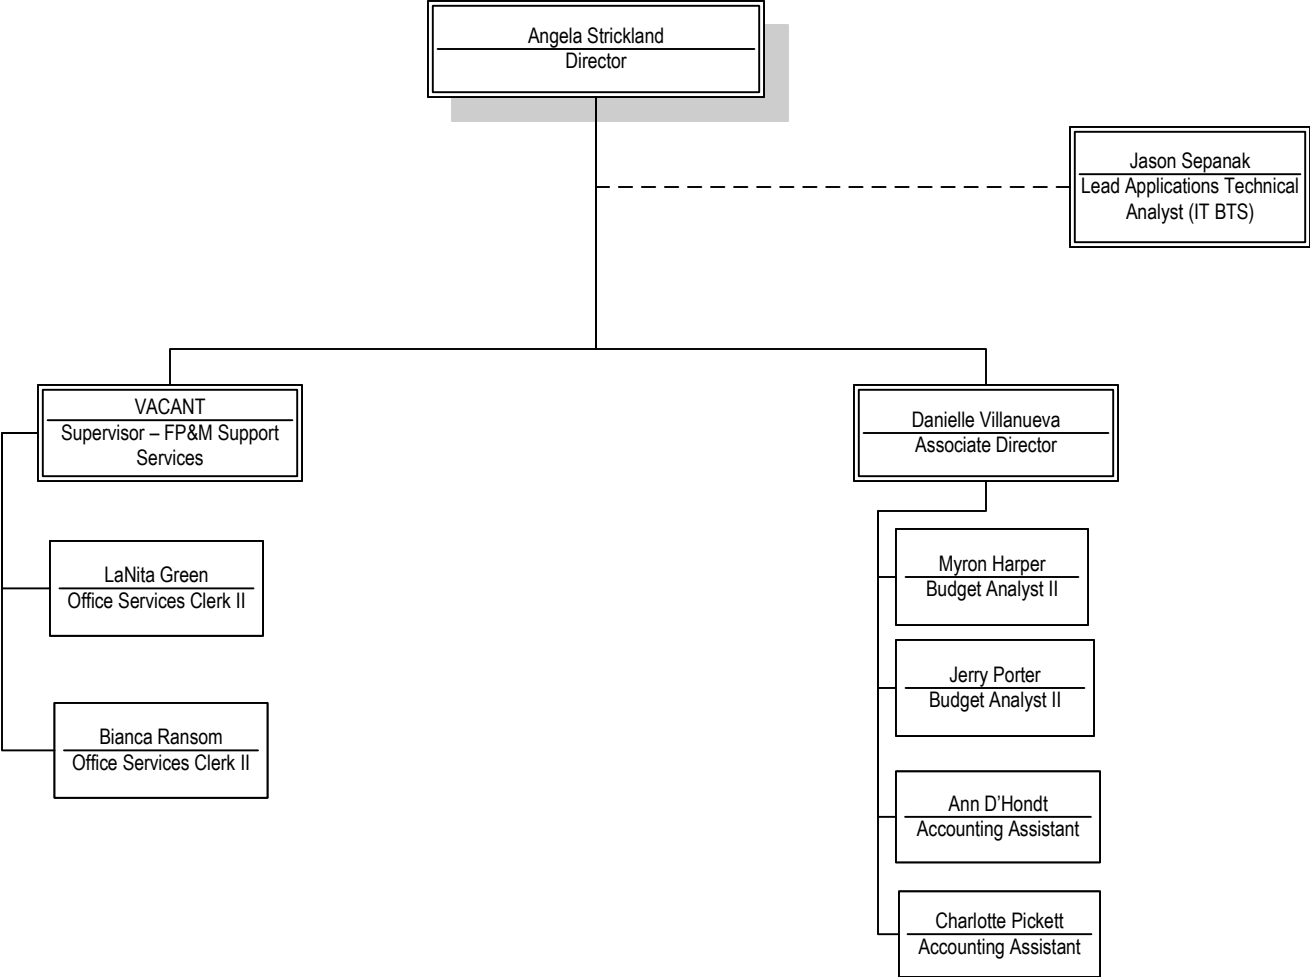 Angela Strickland
Director
Jason Sepanak
Lead Applications Technical
Analyst (IT BTS)
VACANT
Supervisor – FP&M Support
Services
LaNita Green
Office Services Clerk II
Bianca Ransom
Office Services Clerk II
Danielle Villanueva
Associate Director
Myron Harper
Budget Analyst II
Jerry Porter
Budget Analyst II
Ann D’Hondt
Accounting Assistant
Charlotte Pickett
Accounting Assistant